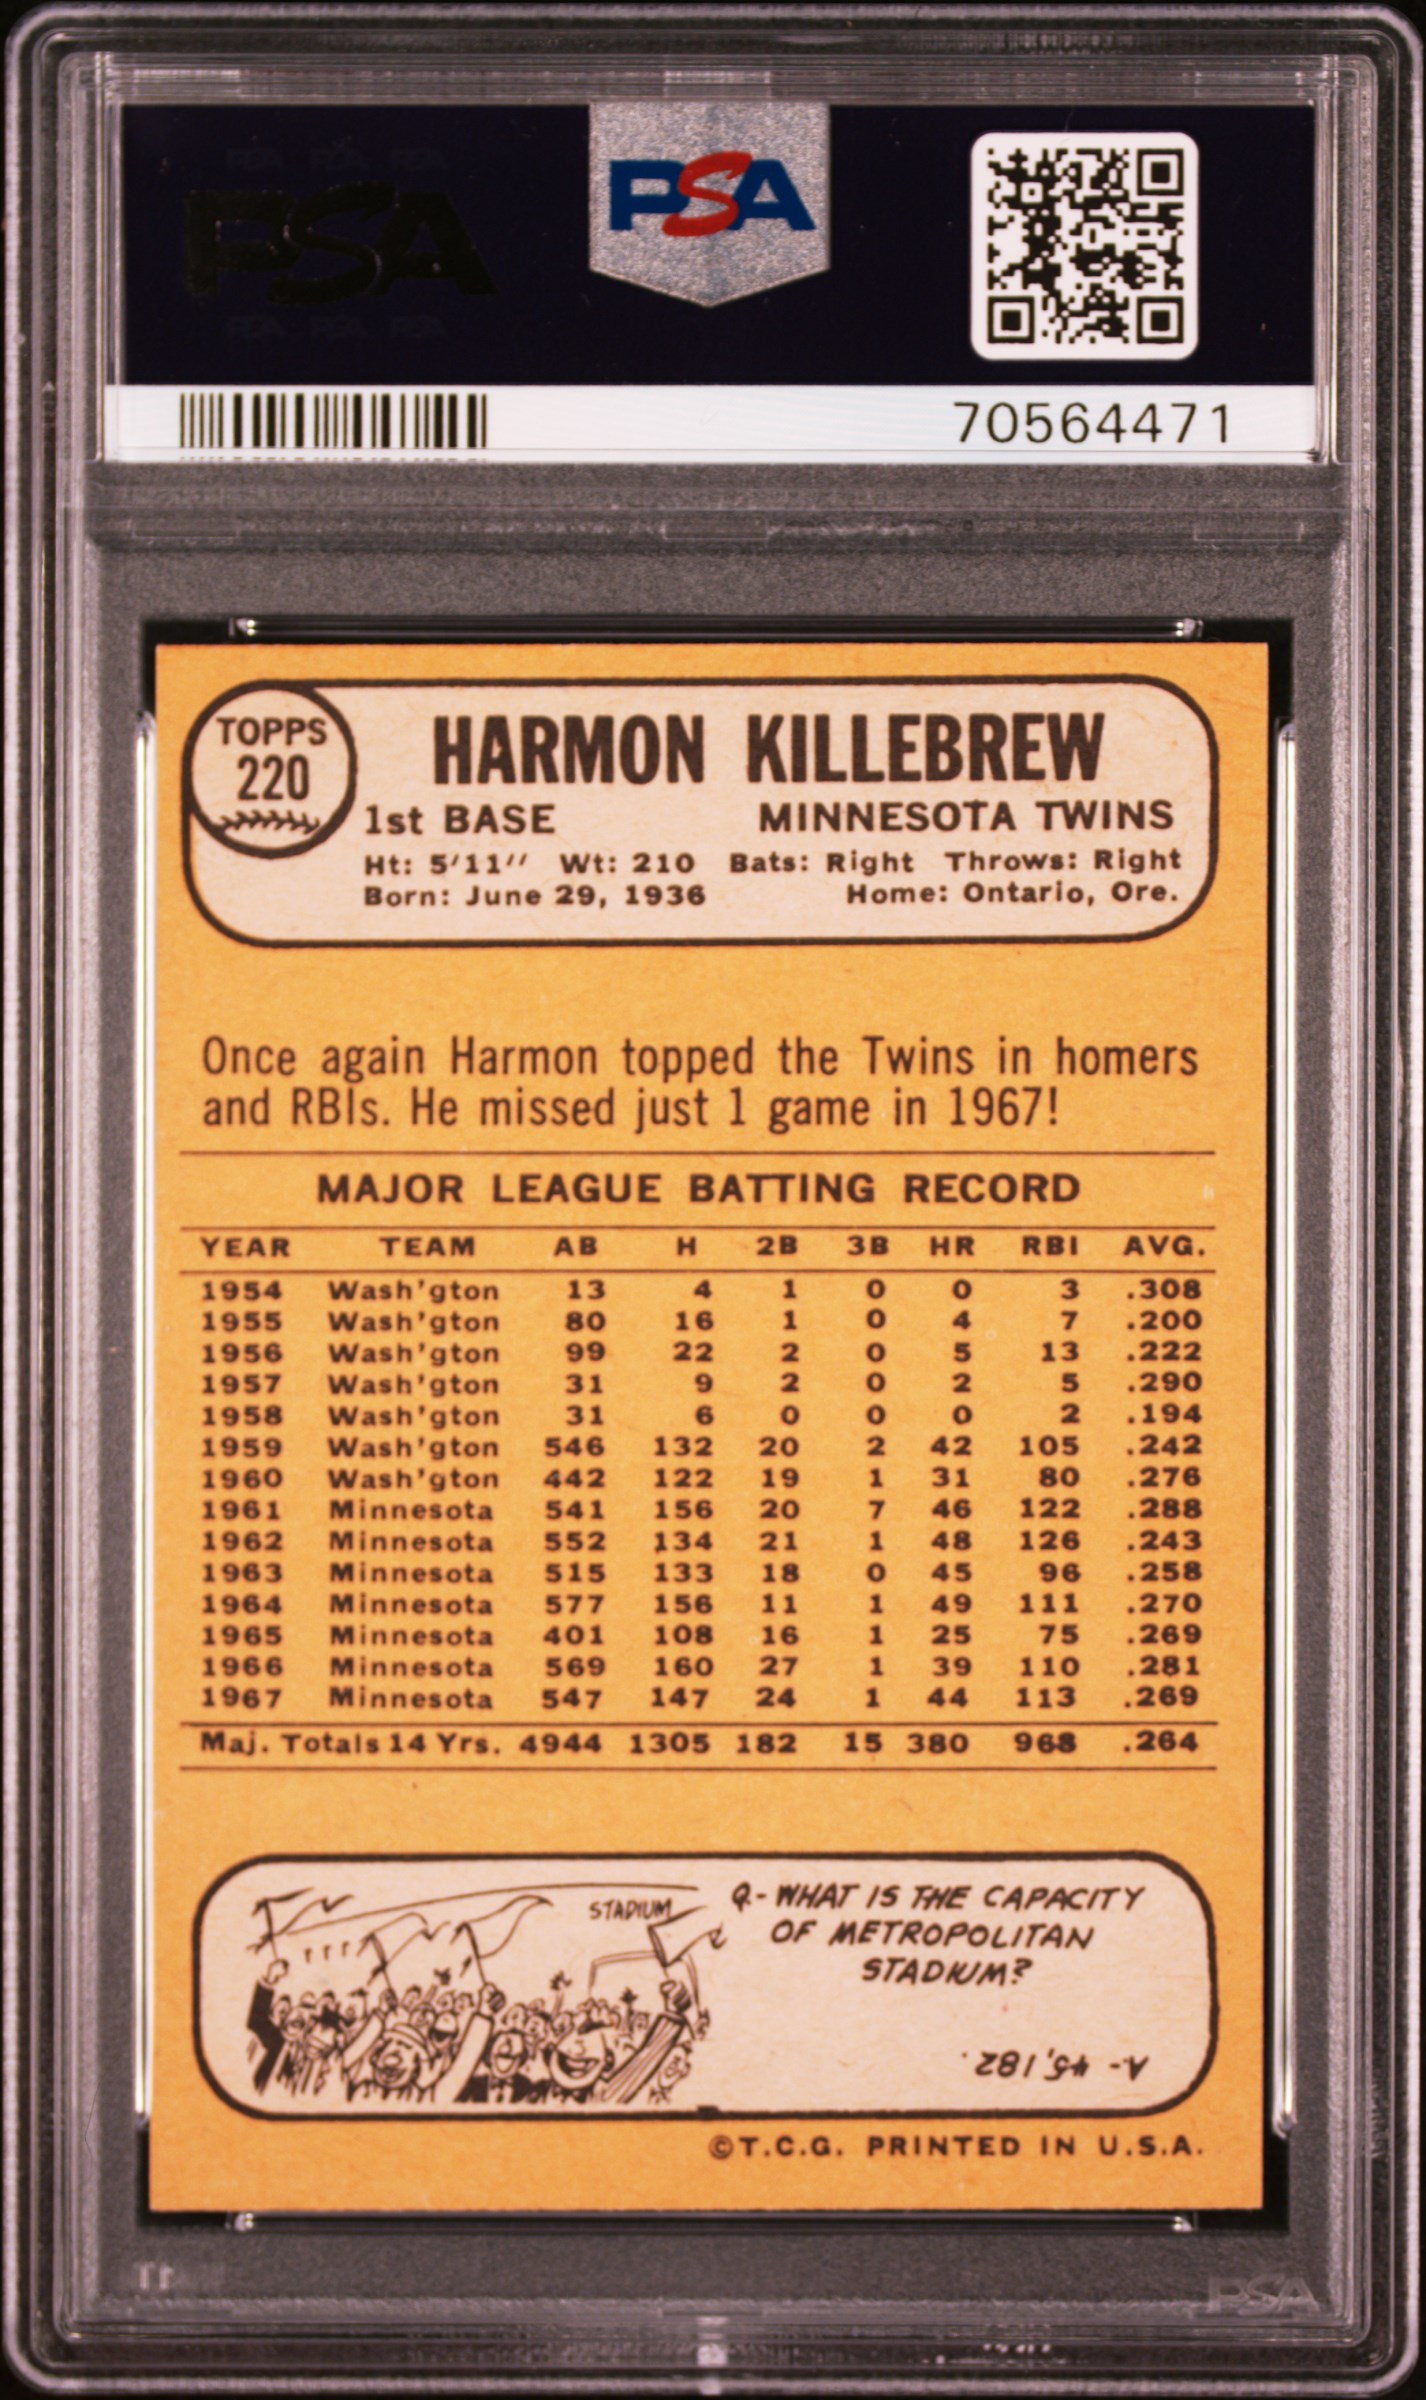 PSA
PSA
70564471
TOPPS
220
HARMON KILLEBREW
1st BASE MINNESOTA TWINS
Ht: 5'11'' Wt: 210 Bats: Right Throws: Right
Born: June 29, 1936 Home: Ontario, Ore.
Once again Harmon topped the Twins in homers
and RBIs. He missed just 1 game in 1967!
MAJOR LEAGUE BATTING RECORD
YEAR TEAM AB H 2B 3B HR RBI AVG.
1954 Wash'gton 13 4 1 0 0 3 .308
1955 Wash'gton 80 16 1 0 4 7 .200
1956 Wash'gton 99 22 2 0 5 13 .222
1957 Wash'gton 31 9 2 0 2 5 .290
1958 Wash'gton 31 6 0 0 0 2 .194
1959 Wash'gton 546 132 20 2 42 105 .242
1960 Wash'gton 442 122 19 1 31 80 .276
1961 Minnesota 541 156 20 7 46 122 .288
1962 Minnesota 552 134 21 1 48 126 .243
1963 Minnesota 515 133 18 0 45 96 .258
1964 Minnesota 577 156 11 1 49 111 .270
1965 Minnesota 401 108 16 1 25 75 .269
1966 Minnesota 569 160 27 1 39 110 .281
1967 Minnesota 547 147 24 1 44 113 .269
Maj. Totals 14 Yrs. 4944 1305 182 15 380 968 .264
STADIUM
Q.- WHAT IS THE CAPACITY
OF METROPOLITAN
STADIUM?
A.- 45,182.
©T.C.G. PRINTED IN U.S.A.
PSA